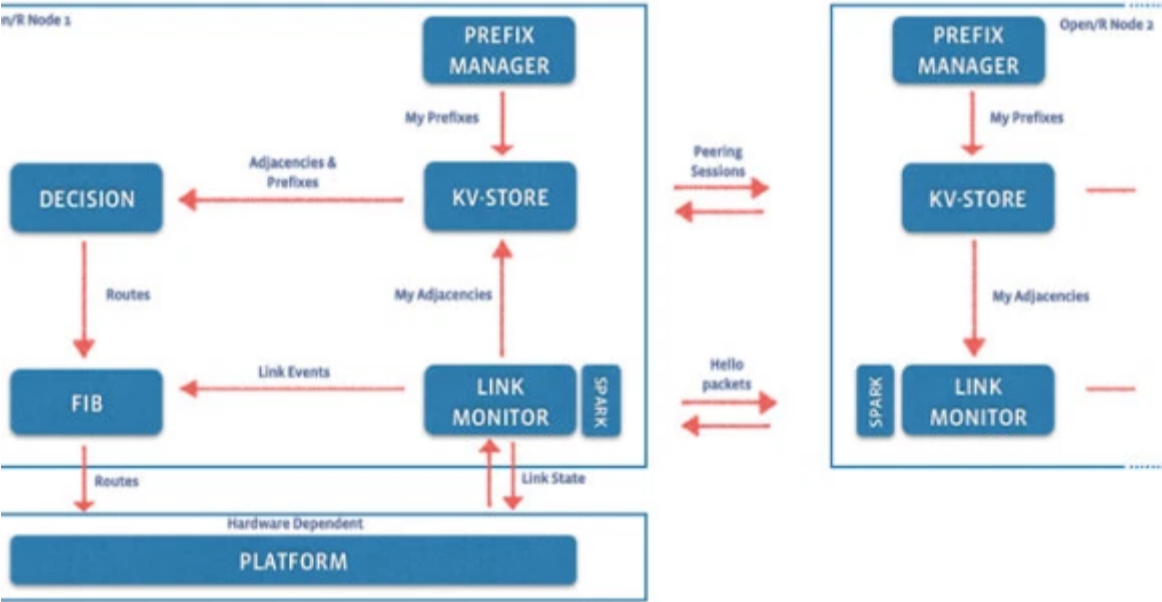 n/R Node 1
PREFIX
MANAGER
My Prefixes
Adjacencies &
Prefixes
DECISION
KV-STORE
Routes
My Adjacencies
Link Events
FIB
LINK
MONITOR
SPARK
Routes
Link State
Hardware Dependent
PLATFORM
Peering
Sessions
Hello
packets
Open/R Node 2
PREFIX
MANAGER
My Prefixes
KV-STORE
My Adjacencies
SPARK
LINK
MONITOR